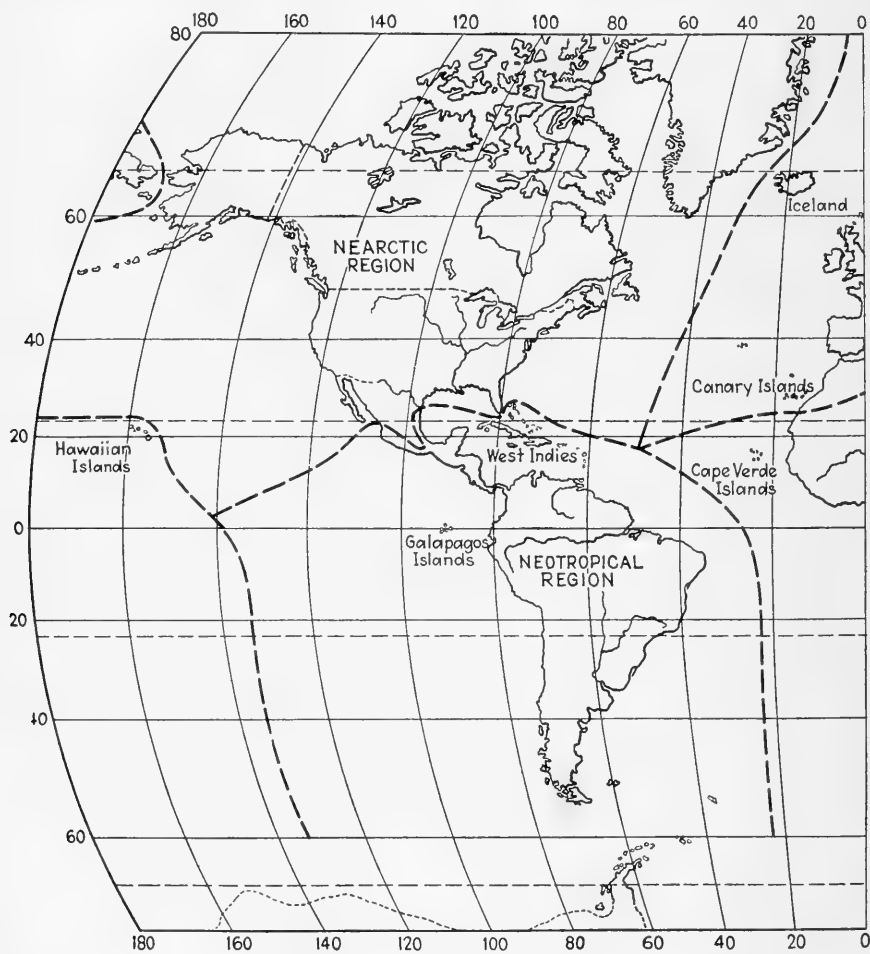 180 160 140 120 100 80 60 40 20 0
80
60
Iceland
NEARCTIC
REGION
40
Canary Islands
20
Hawaiian
Islands
West Indies
Cape Verde
Islands
0
Galapagos
Islands
NEOTROPICAL
REGION
20
40
60
180 160 140 120 100 80 60 40 20 0